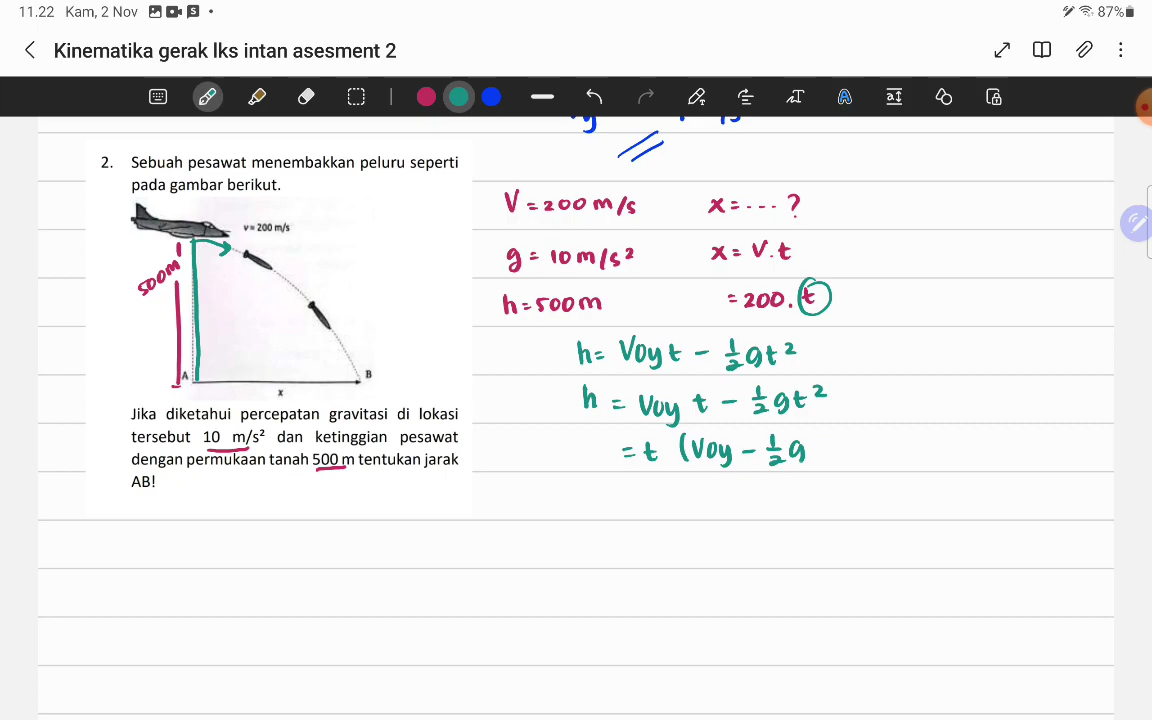 11.22 Kam, 2 Nov
87%
Kinematika gerak lks intan asesment 2
2. Sebuah pesawat menembakkan peluru seperti
pada gambar berikut.
v = 200 m/s
500m
A
B
x
Jika diketahui percepatan gravitasi di lokasi
tersebut 10 m/s² dan ketinggian pesawat
dengan permukaan tanah 500 m tentukan jarak
AB!
V = 200 m/s
g = 10 m/s²
h = 500 m
x = ---- ?
x = V. t
= 200. t
h = Voy t - ½ gt²
h = Voy t - ½ gt²
= t (Voy - ½ g